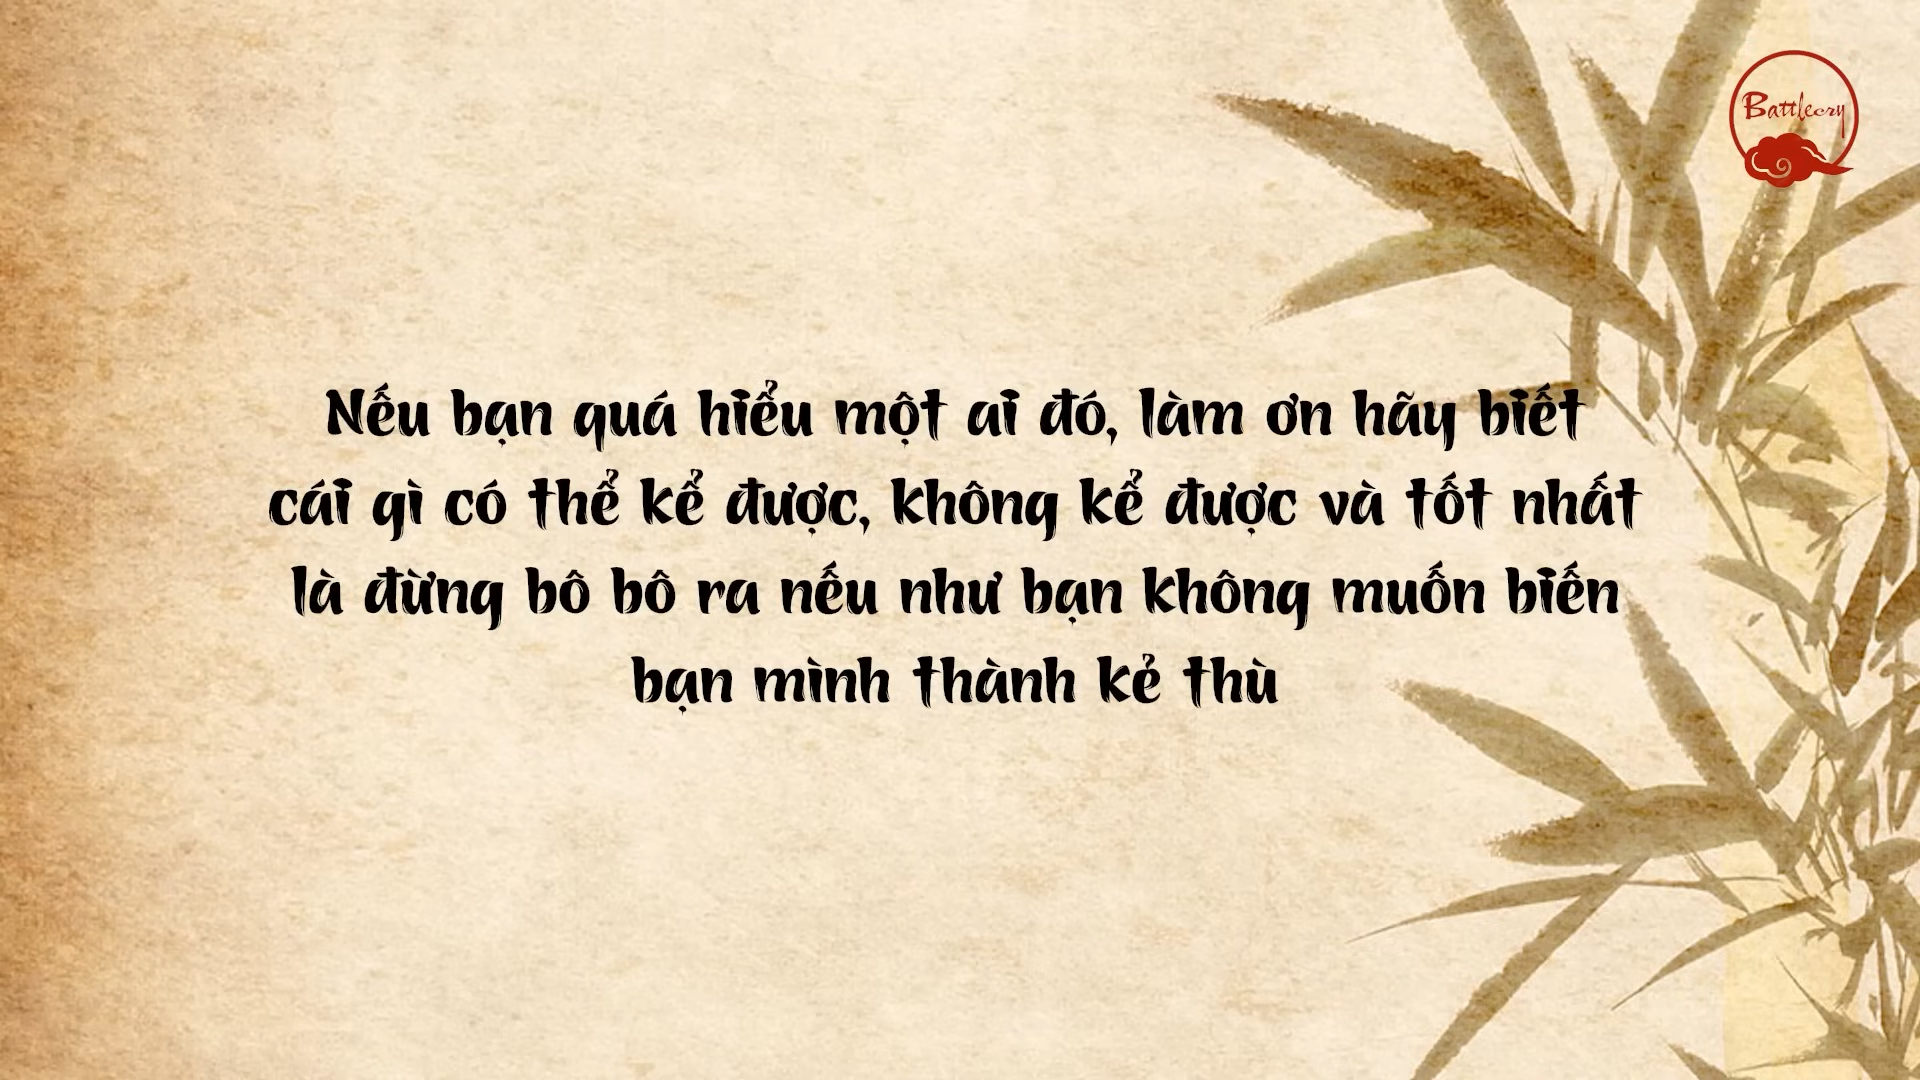 Battlecry
Nếu bạn quá hiểu một ai đó, làm ơn hãy biết
cái gì có thể kể được, không kể được và tốt nhất
là đừng bô bô ra nếu như bạn không muốn biến
bạn mình thành kẻ thù